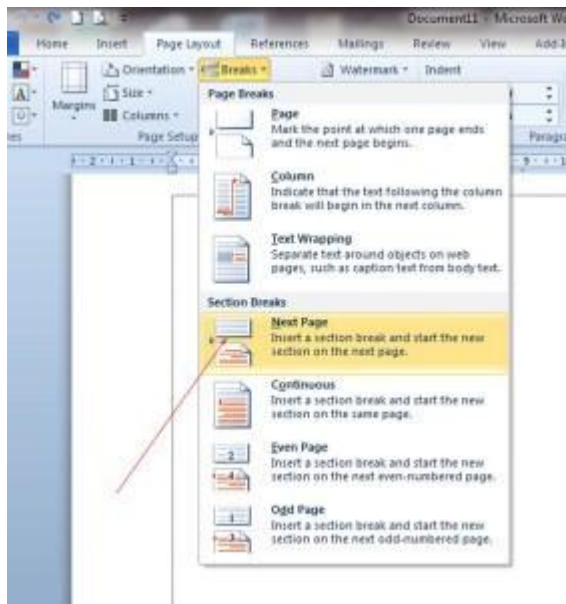 Document11 - Microsoft Wo
Home Insert Page Layout References Mailings Review View Add-I
Orientation Breaks Watermark Indent
Size
Margins Columns
Page Setup Paragra
Page Breaks
Page
Mark the point at which one page ends
and the next page begins.
Column
Indicate that the text following the column
break will begin in the next column.
Text Wrapping
Separate text around objects on web
pages, such as caption text from body text.
Section Breaks
Next Page
Insert a section break and start the new
section on the next page.
Continuous
Insert a section break and start the new
section on the same page.
Even Page
Insert a section break and start the new
section on the next even-numbered page.
Odd Page
Insert a section break and start the new
section on the next odd-numbered page.